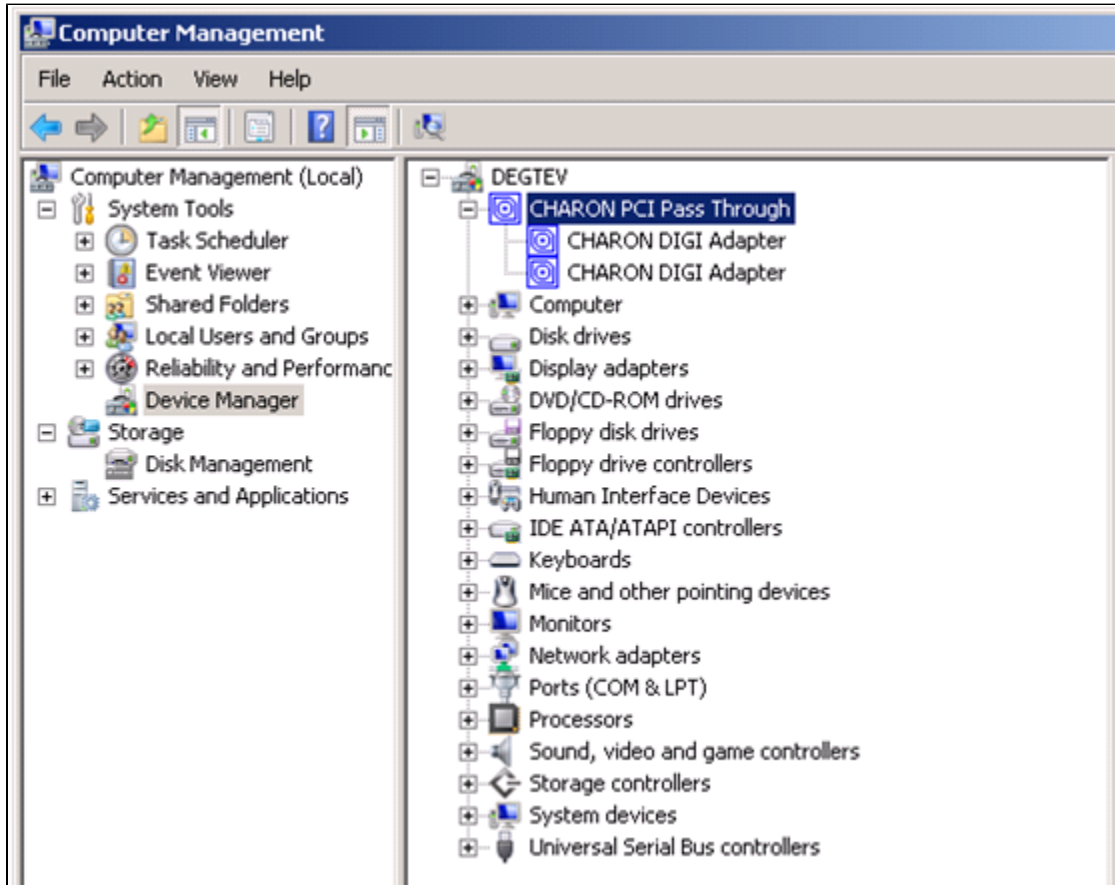 Computer Management
File Action View Help
Computer Management (Local)
System Tools
Task Scheduler
Event Viewer
Shared Folders
Local Users and Groups
Reliability and Performanc
Device Manager
Storage
Disk Management
Services and Applications
DEGTEV
CHARON PCI Pass Through
CHARON DIGI Adapter
CHARON DIGI Adapter
Computer
Disk drives
Display adapters
DVD/CD-ROM drives
Floppy disk drives
Floppy drive controllers
Human Interface Devices
IDE ATA/ATAPI controllers
Keyboards
Mice and other pointing devices
Monitors
Network adapters
Ports (COM & LPT)
Processors
Sound, video and game controllers
Storage controllers
System devices
Universal Serial Bus controllers